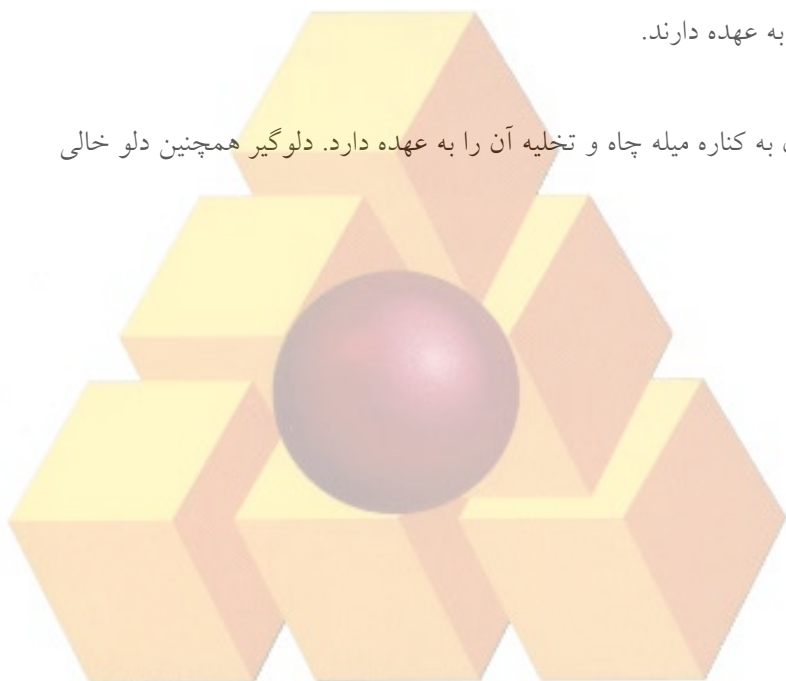 به عهده دارند.
به کناره میله چاه و تخلیه آن را به عهده دارد. دلوگیر همچنین دلو خالی